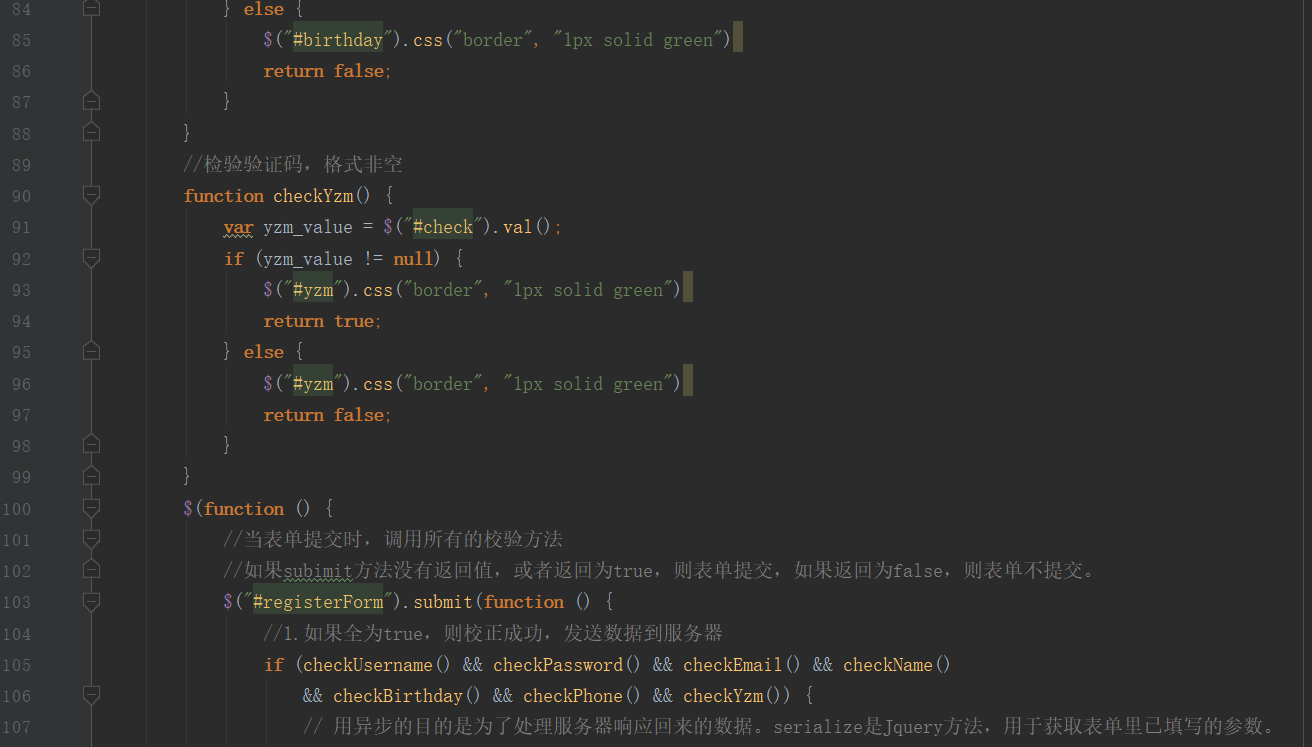 84 } else {
85 $("#birthday").css("border", "1px solid green")
86 return false;
87 }
88 }
89 //检验验证码，格式非空
90 function checkYzm() {
91 var yzm_value = $("#check").val();
92 if (yzm_value != null) {
93 $("#yzm").css("border", "1px solid green")
94 return true;
95 } else {
96 $("#yzm").css("border", "1px solid green")
97 return false;
98 }
99 }
100 $(function () {
101 //当表单提交时，调用所有的校验方法
102 //如果subimit方法没有返回值，或者返回为true，则表单提交，如果返回为false，则表单不提交。
103 $("#registerForm").submit(function () {
104 //1.如果全为true，则校正成功，发送数据到服务器
105 if (checkUsername() && checkPassword() && checkEmail() && checkName()
106 && checkBirthday() && checkPhone() && checkYzm()) {
107 // 用异步的目的是为了处理服务器响应回来的数据。serialize是Jquery方法，用于获取表单里已填写的参数。